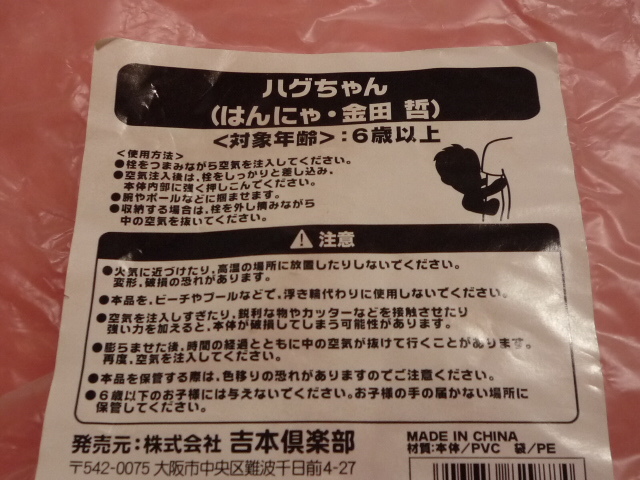 ハグちゃん
(はんにゃ・金田 哲)
<対象年齢>:6歳以上
<使用方法>
●栓をつまみながら空気を注入してください。
●空気注入後は、栓をしっかりと差し込み、
本体内部に強く押しこんでください。
●腕やポールなどに掴ませます。
●収納する場合は、栓を外し摘みながら
中の空気を抜いてください。
注意
●火気に近づけたり、高温の場所に放置したりしないでください。
変形、破損の恐れがあります。
●本品を、ビーチやプールなどで、浮き輪代わりに使用しないでください。
●空気を注入しすぎたり、鋭利な物やカッターなどを接触させたり
強い力を加えると、本体が破損してしまう可能性があります。
●膨らませた後、時間の経過とともに中の空気が抜けて行くことがあります。
再度、空気を注入してください。
●本品を保管する際は、色移りの恐れがありますのでご注意ください。
●6歳以下のお子様には与えないでください。お子様の手の届かない場所に
保管してください。
発売元:株式会社 吉本倶楽部
〒542-0075 大阪市中央区難波千日前4-27
MADE IN CHINA
材質:本体/PVC 袋/PE